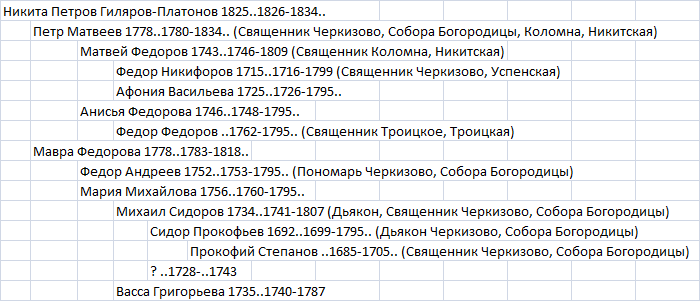 Никита Петров Гиляров-Платонов 1825..1826-1834..
Петр Матвеев 1778..1780-1834.. (Священник Черкизово, Собора Богородицы, Коломна, Никитская)
Матвей Федоров 1743..1746-1809 (Священник Коломна, Никитская)
Федор Никифоров 1715..1716-1799 (Священник Черкизово, Успенская)
Афония Васильева 1725..1726-1795..
Анисья Федорова 1746..1748-1795..
Федор Федоров ..1762-1795.. (Священник Троицкое, Троицкая)
Мавра Федорова 1778..1783-1818..
Федор Андреев 1752..1753-1795.. (Пономарь Черкизово, Собора Богородицы)
Мария Михайлова 1756..1760-1795..
Михаил Сидоров 1734..1741-1807 (Дьякон, Священник Черкизово, Собора Богородицы)
Сидор Прокофьев 1692..1699-1795.. (Дьякон Черкизово, Собора Богородицы)
Прокофий Степанов ..1685-1705.. (Священник Черкизово, Собора Богородицы)
? ..1728-..1743
Васса Григорьева 1735..1740-1787